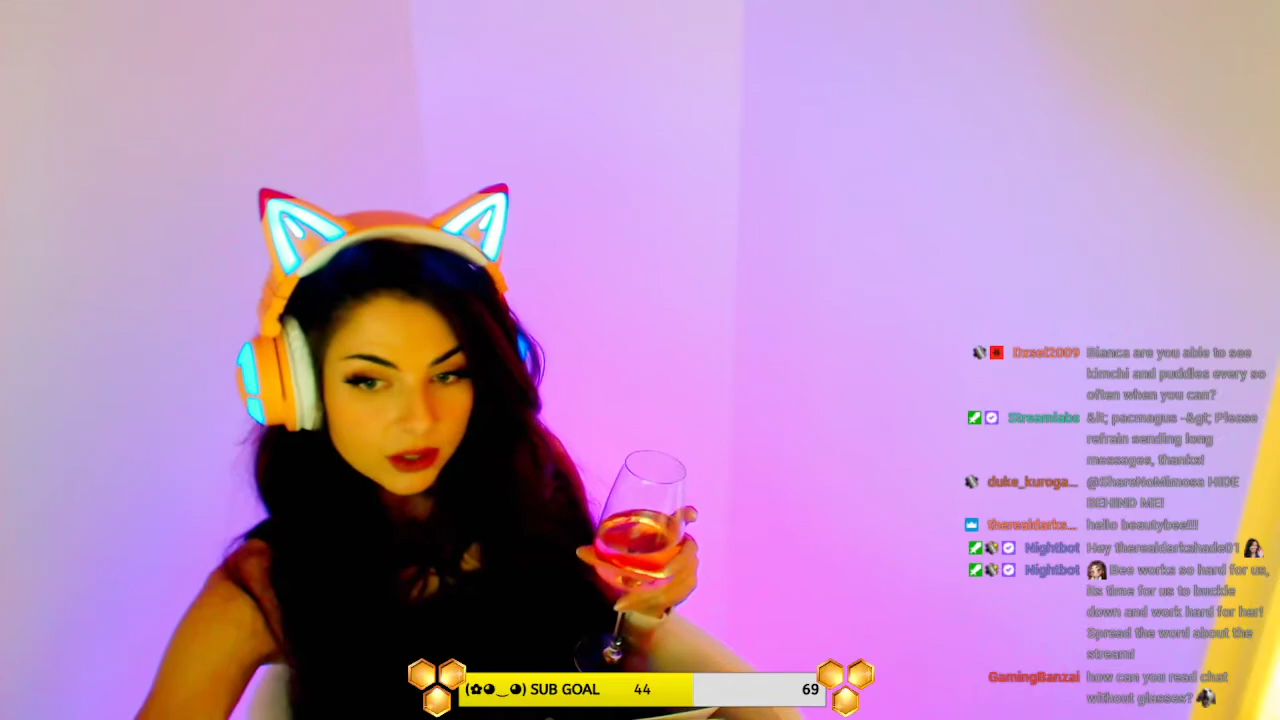 Dxsel2009 Bianca are you able to see
kimchi and puddles every so
often when you can?
Streamlabs &lt; pacmagus -&gt; Please
refrain sending long
messages, thanks!
duke_kuroga... @ShareNoMimosa HIDE
BEHIND ME!
therealdarks... hello beautybee!!!
Nightbot Hey therealdarkshade01
Nightbot Bee works so hard for us,
its time for us to buckle
down and work hard for her!
Spread the word about the
stream!
GamingBanzai how can you read chat
without glasses?
(✿◕‿◕) SUB GOAL 44 69